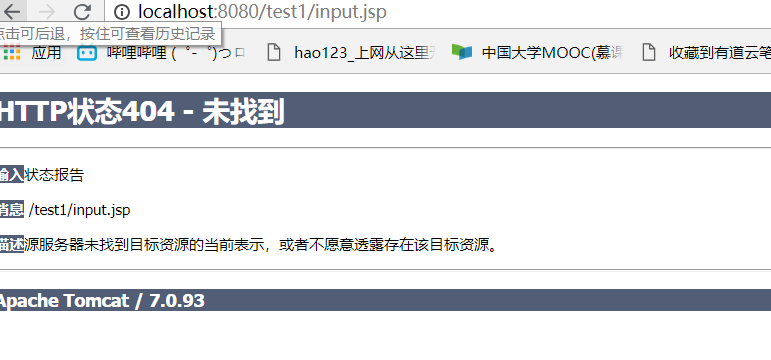 localhost:8080/test1/input.jsp
点击可后退，按住可查看历史记录
应用 哔哩哔哩 ( ゜- ゜)つロ hao123_上网从这里 中国大学MOOC(慕课 收藏到有道云笔
HTTP状态404 - 未找到
输入状态报告
消息 /test1/input.jsp
描述源服务器未找到目标资源的当前表示，或者不愿意透露存在该目标资源。
Apache Tomcat / 7.0.93